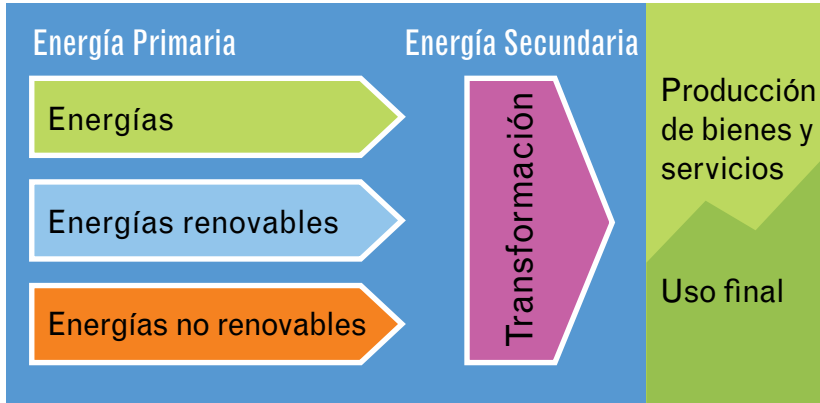 Energía Primaria
Energía Secundaria
Energías
Energías renovables
Energías no renovables
Transformación
Producción
de bienes y
servicios
Uso final